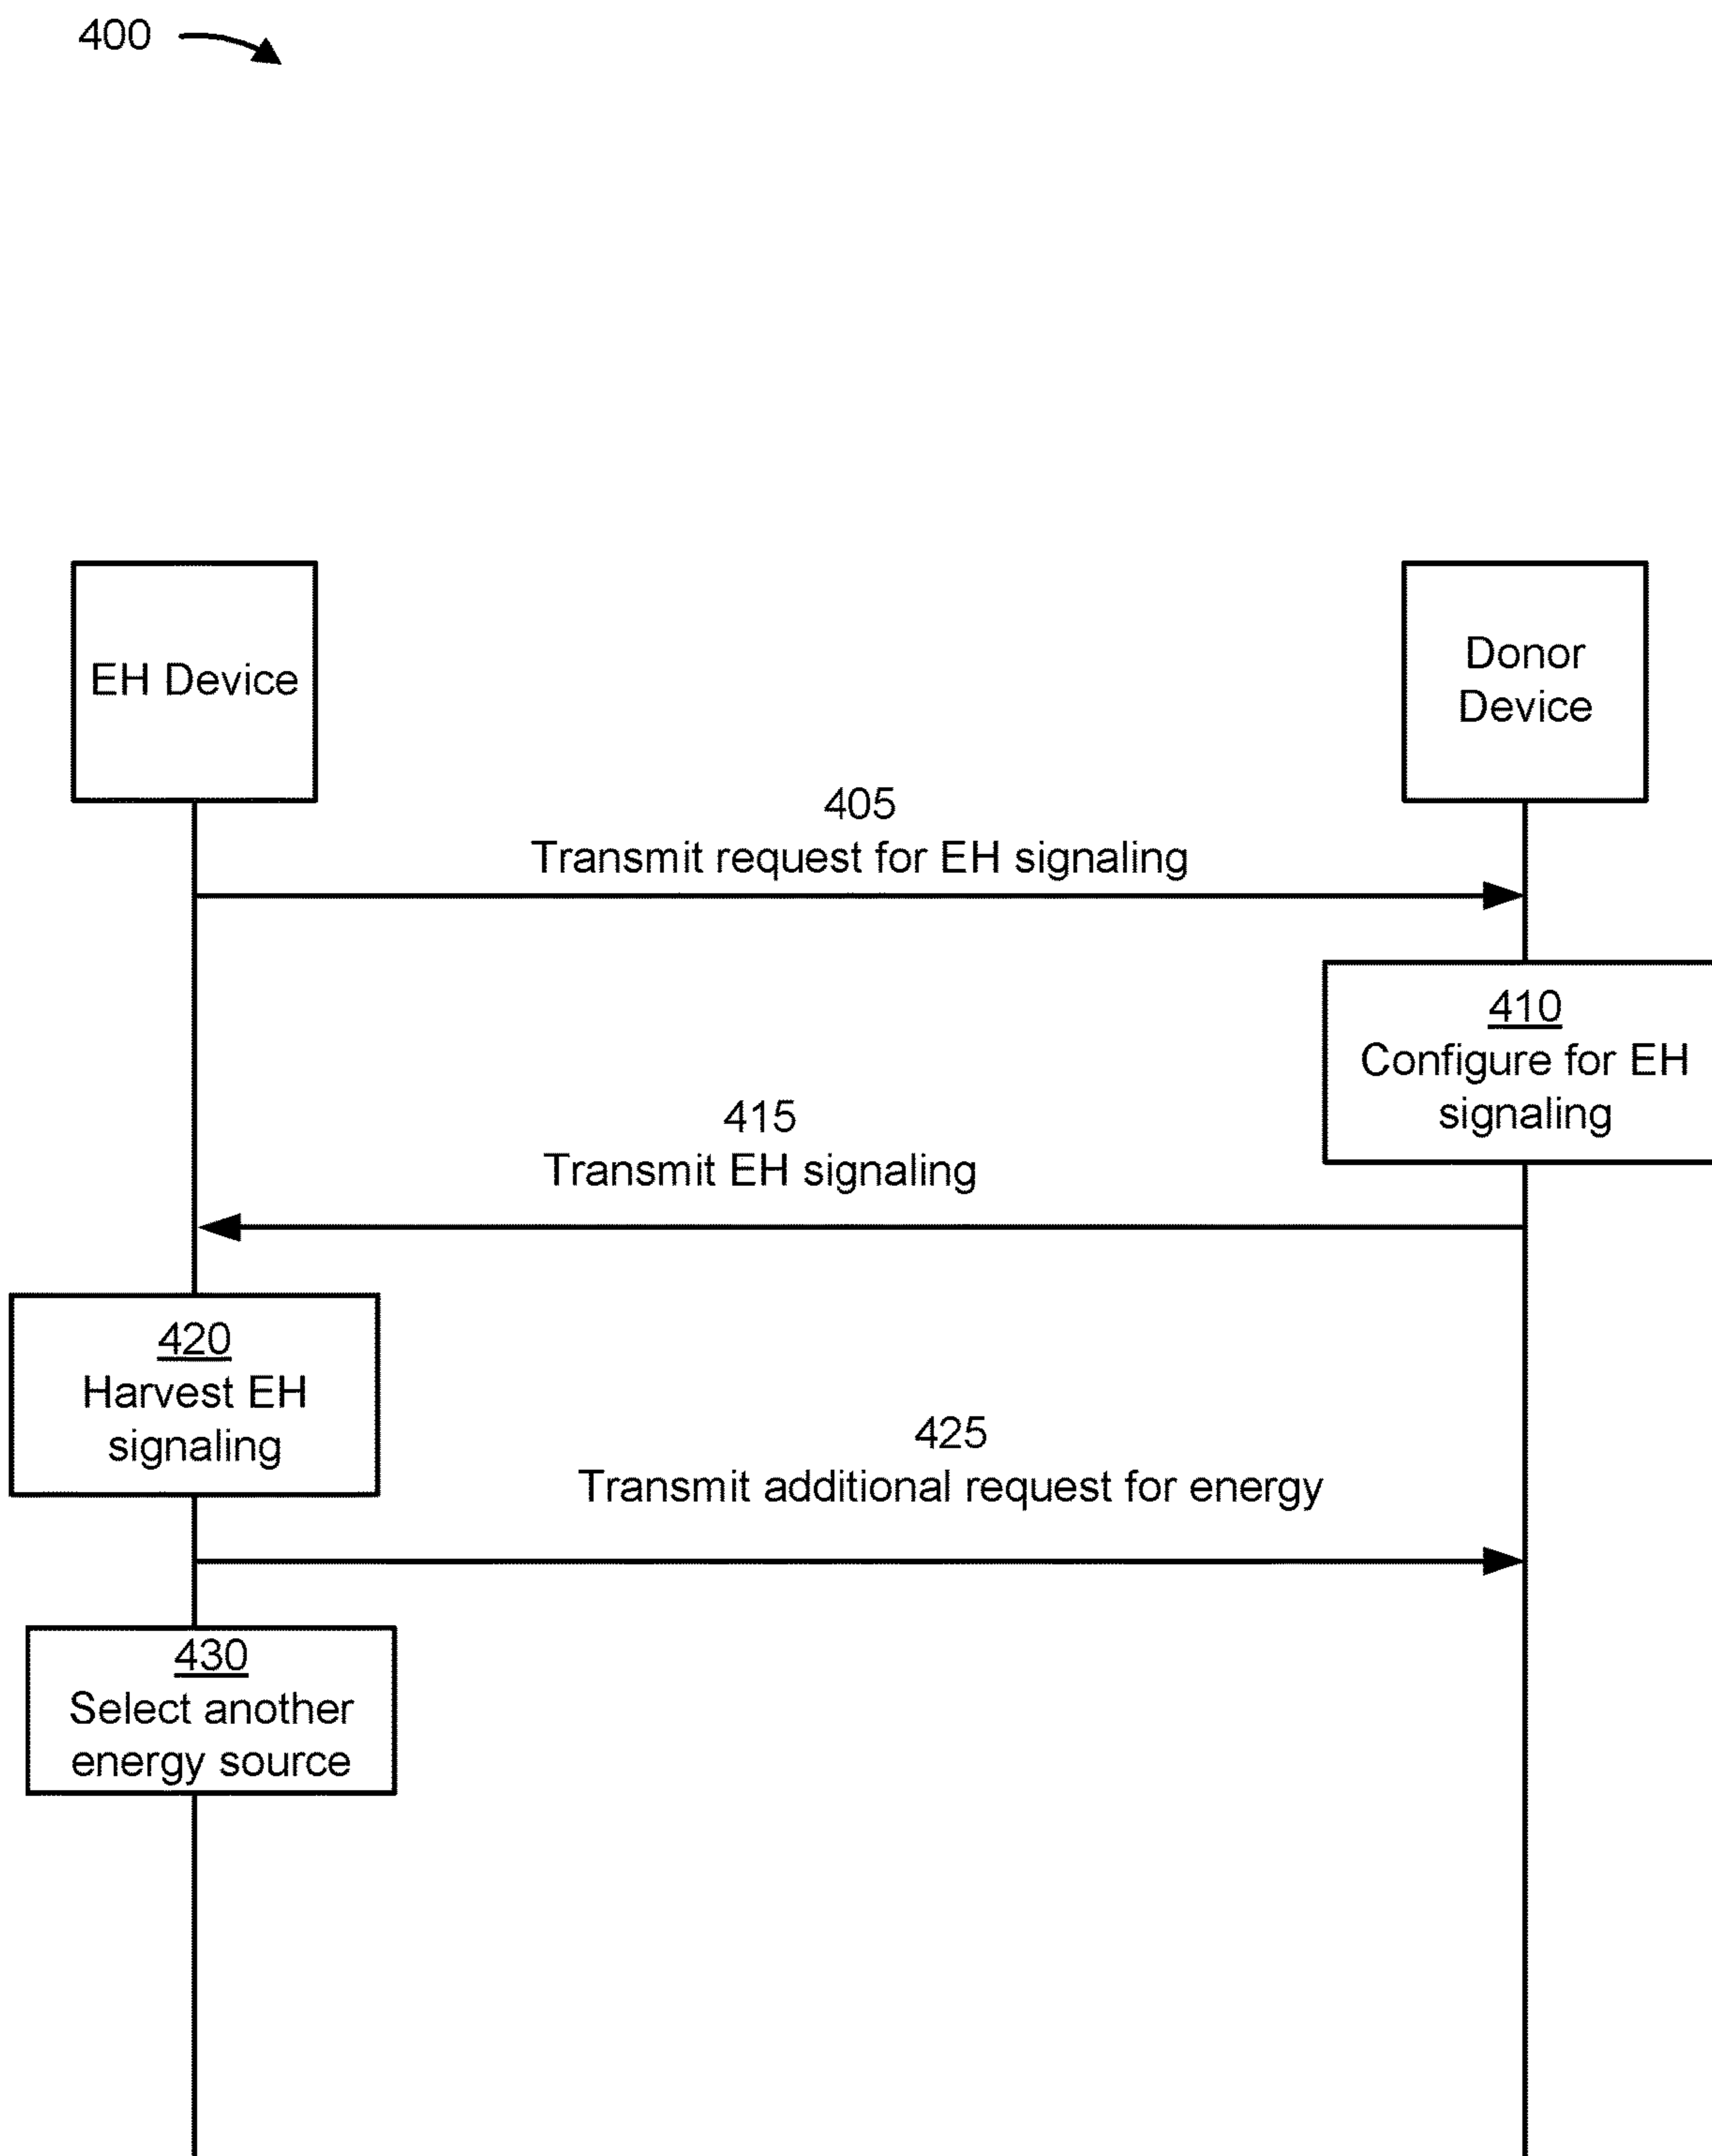 400
EH Device
Donor
Device
405
Transmit request for EH signaling
410
Configure for EH
signaling
415
Transmit EH signaling
420
Harvest EH
signaling
425
Transmit additional request for energy
430
Select another
energy source